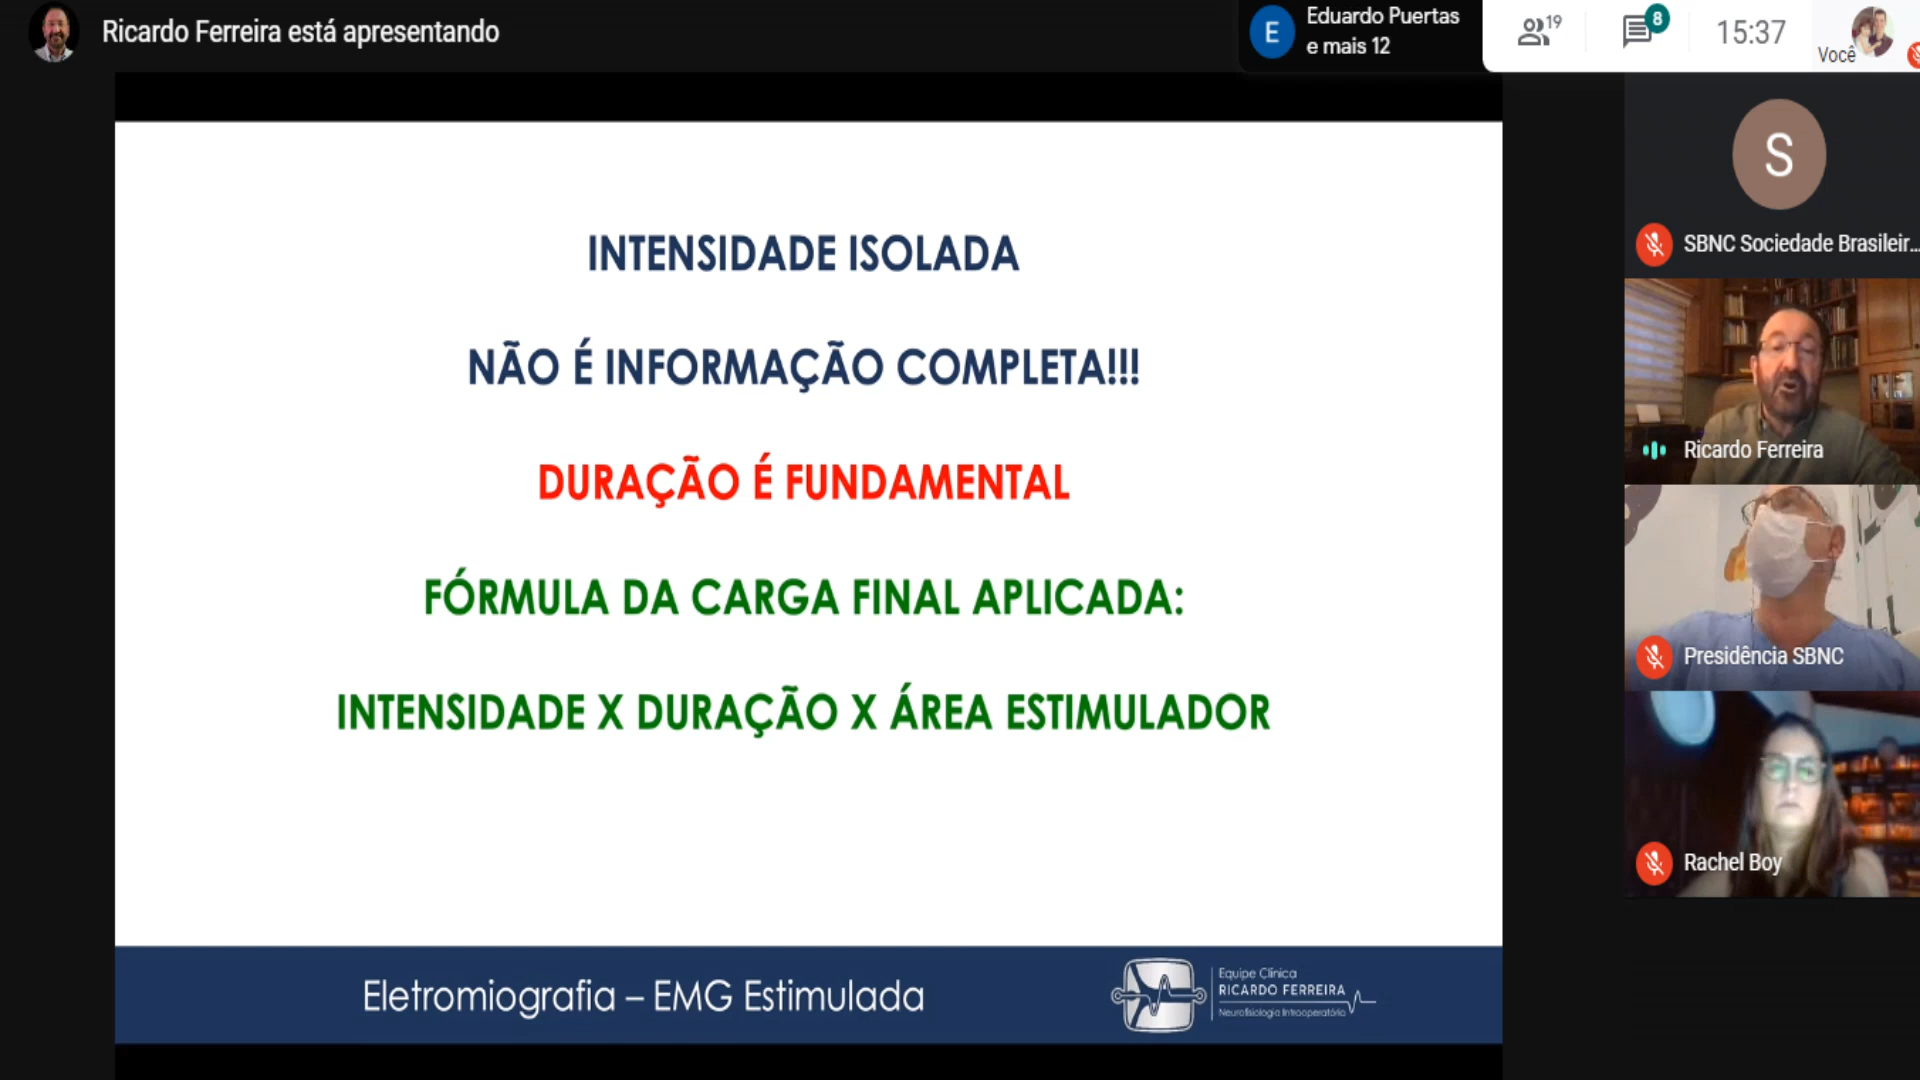 Ricardo Ferreira está apresentando
E
Eduardo Puertas
e mais 12
19
8
15:37
Você
INTENSIDADE ISOLADA
NÃO É INFORMAÇÃO COMPLETA!!!
DURAÇÃO É FUNDAMENTAL
FÓRMULA DA CARGA FINAL APLICADA:
INTENSIDADE X DURAÇÃO X ÁREA ESTIMULADOR
Eletromiografia – EMG Estimulada
Equipe Clínica
RICARDO FERREIRA
Neurofisiologia Intraoperatória
S
SBNC Sociedade Brasileir...
Ricardo Ferreira
Presidência SBNC
Rachel Boy